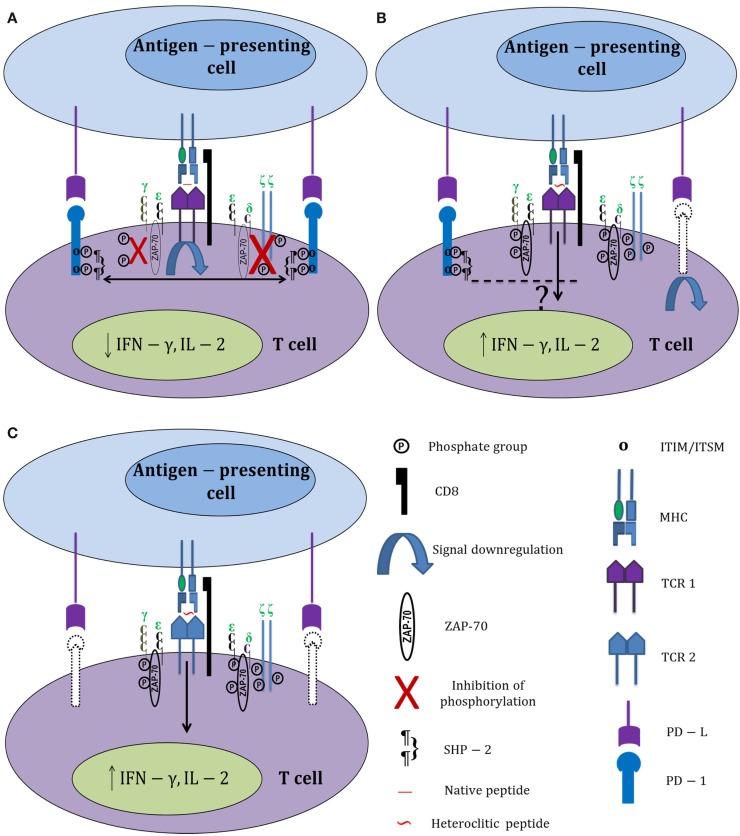 A
Antigen − presenting
cell
γ
ε
ε
δ
ζ ζ
P
P
P
P
ZAP-70
ZAP-70
P
P
P
P
P
o
o
o
o
¶
¶
¶
¶
↓ IFN − γ, IL − 2
T cell
B
Antigen − presenting
cell
γ
ε
ε
δ
ζ ζ
P
P
P
P
P
P
P
P
P
ZAP-70
ZAP-70
o
o
¶
¶
?
↑ IFN − γ, IL − 2
T cell
C
Antigen − presenting
cell
γ
ε
ε
δ
ζ ζ
P
P
P
P
P
P
P
ZAP-70
ZAP-70
↑ IFN − γ, IL − 2
T cell
P Phosphate group
CD8
Signal downregulation
ZAP-70 ZAP-70
Inhibition of
phosphorylation
¶
¶ SHP − 2
Native peptide
Heteroclitic peptide
o ITIM/ITSM
MHC
TCR 1
TCR 2
PD − L
PD − 1